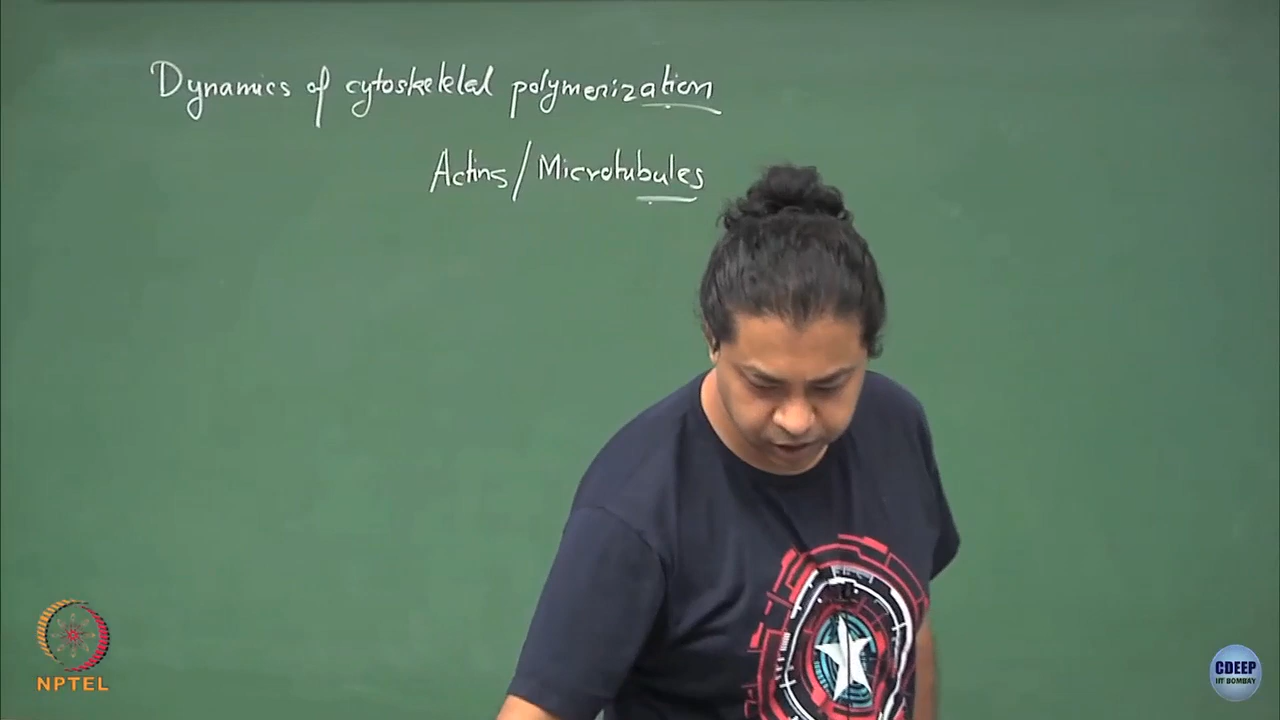 Dynamics of cytoskeletal polymerization
Actins/Microtubules
NPTEL
CDEEP
IIT BOMBAY